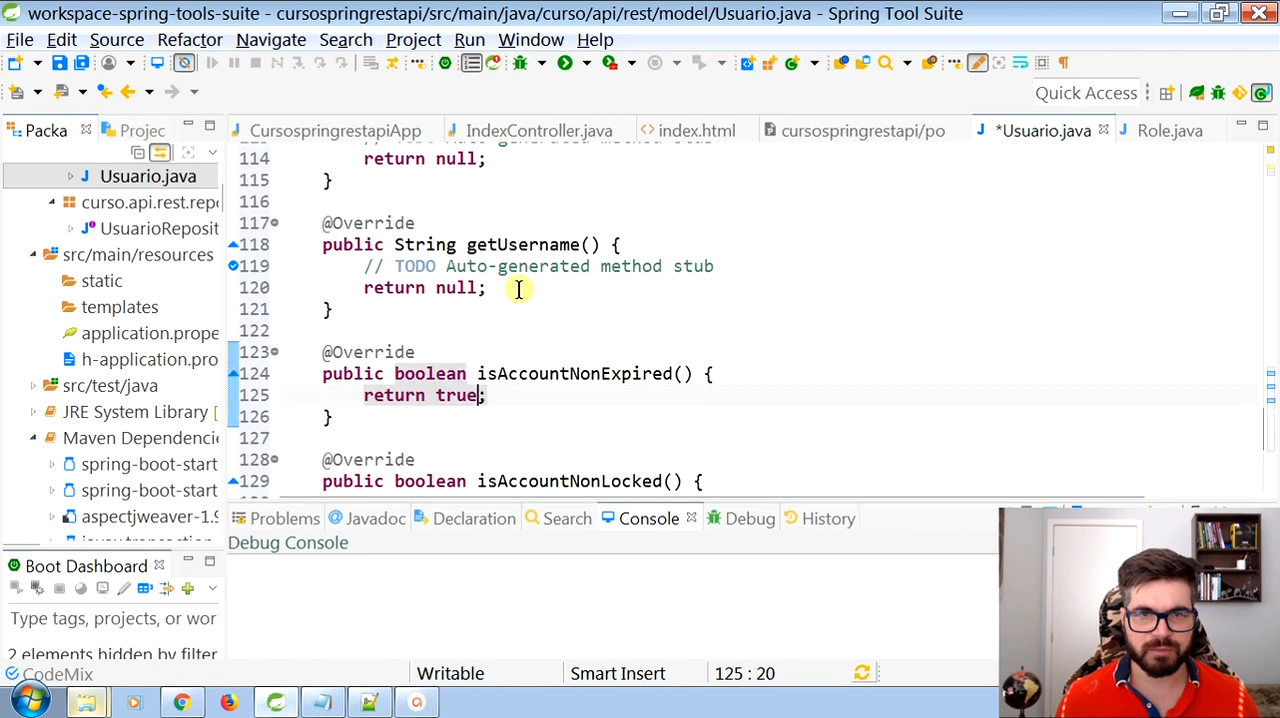 workspace-spring-tools-suite - cursospringrestapi/src/main/java/curso/api/rest/model/Usuario.java - Spring Tool Suite
File Edit Source Refactor Navigate Search Project Run Window Help
Quick Access
Packa Projec CursospringrestapiApp IndexController.java index.html cursospringrestapi/po *Usuario.java Role.java
Usuario.java
curso.api.rest.repo
UsuarioReposit
src/main/resources
static
templates
application.prope
h-application.pro
src/test/java
JRE System Library [
Maven Dependenci
spring-boot-start
spring-boot-start
aspectjweaver-1.9
114 return null;
115 }
116
117 @Override
118 public String getUsername() {
119 // TODO Auto-generated method stub
120 return null;
121 }
122
123 @Override
124 public boolean isAccountNonExpired() {
125 return true;
126 }
127
128 @Override
129 public boolean isAccountNonLocked() {
Problems Javadoc Declaration Search Console Debug History
Debug Console
Boot Dashboard
Type tags, projects, or wor
2 elements hidden by filter
CodeMix Writable Smart Insert 125 : 20